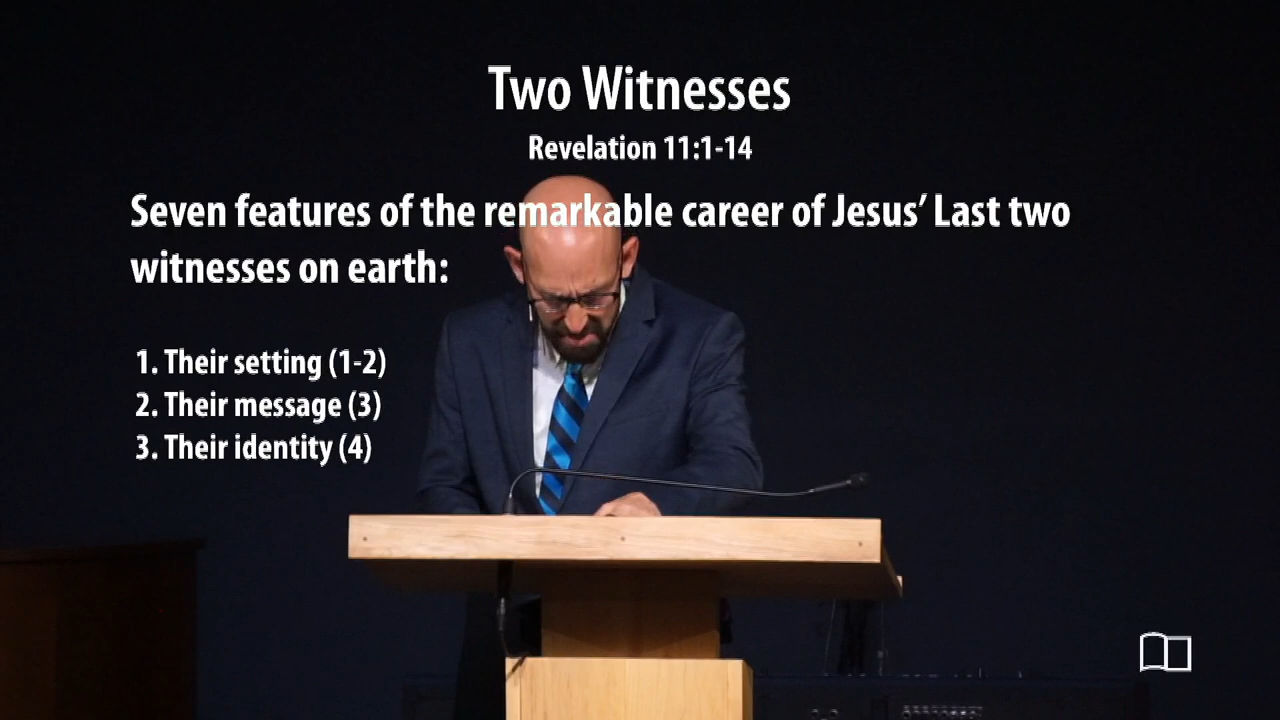 Two Witnesses
Revelation 11:1-14
Seven features of the remarkable career of Jesus’ Last two
witnesses on earth:
1. Their setting (1-2)
2. Their message (3)
3. Their identity (4)